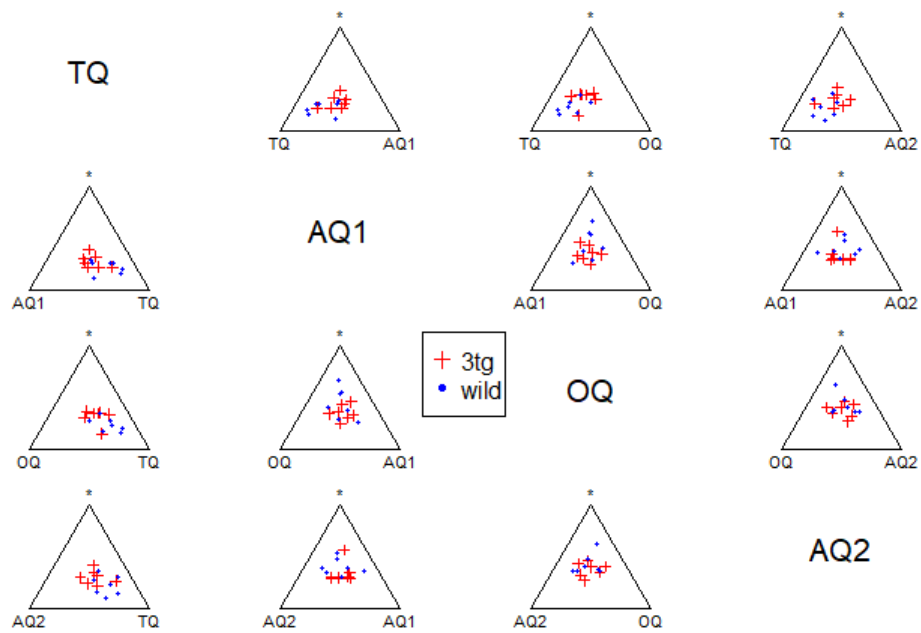 * * *
TQ
TQ AQ1 TQ OQ TQ AQ2
* * *
AQ1
AQ1 TQ AQ1 OQ AQ1 AQ2
* * *
3tg
OQ
wild
OQ TQ OQ AQ1 OQ AQ2
* * *
AQ2
AQ2 TQ AQ2 AQ1 AQ2 OQ